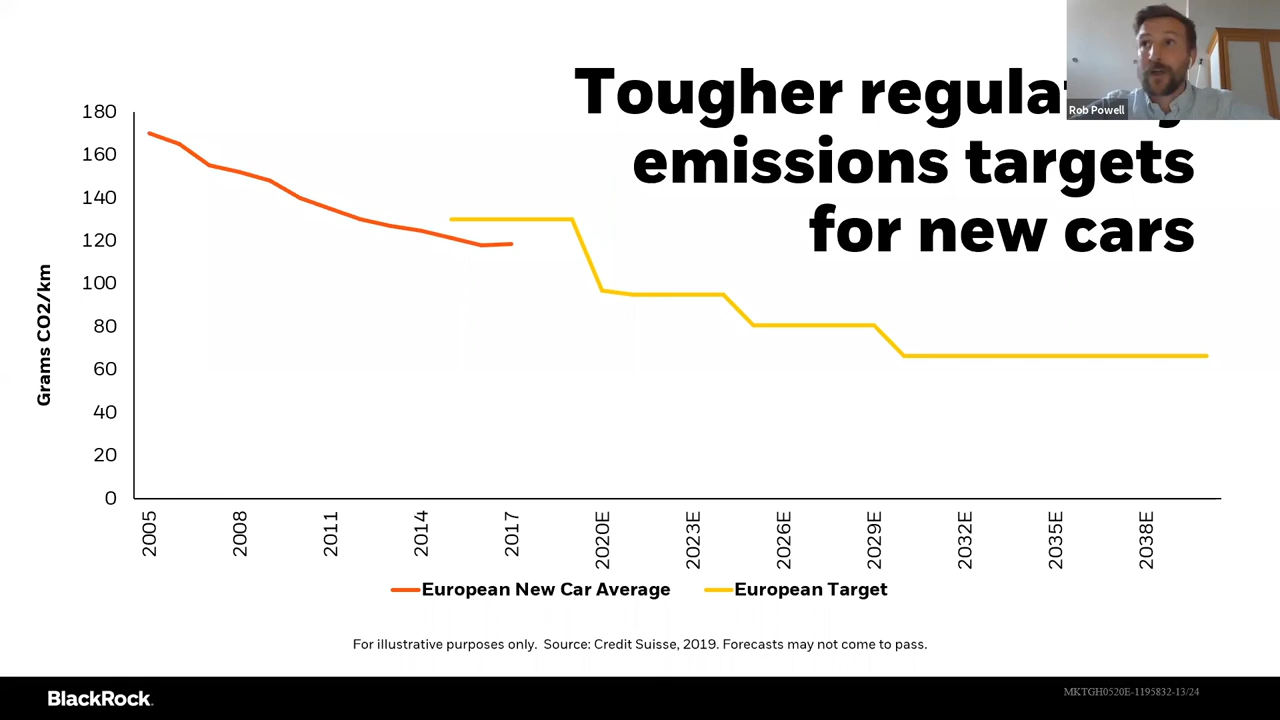 Tougher regulatory
emissions targets
for new cars
Rob Powell
Grams CO2/km
180
160
140
120
100
80
60
40
20
0
2005
2008
2011
2014
2017
2020E
2023E
2026E
2029E
2032E
2035E
2038E
European New Car Average
European Target
For illustrative purposes only.  Source: Credit Suisse, 2019. Forecasts may not come to pass.
BlackRock.
MKTGH0520E-1195832-13/24